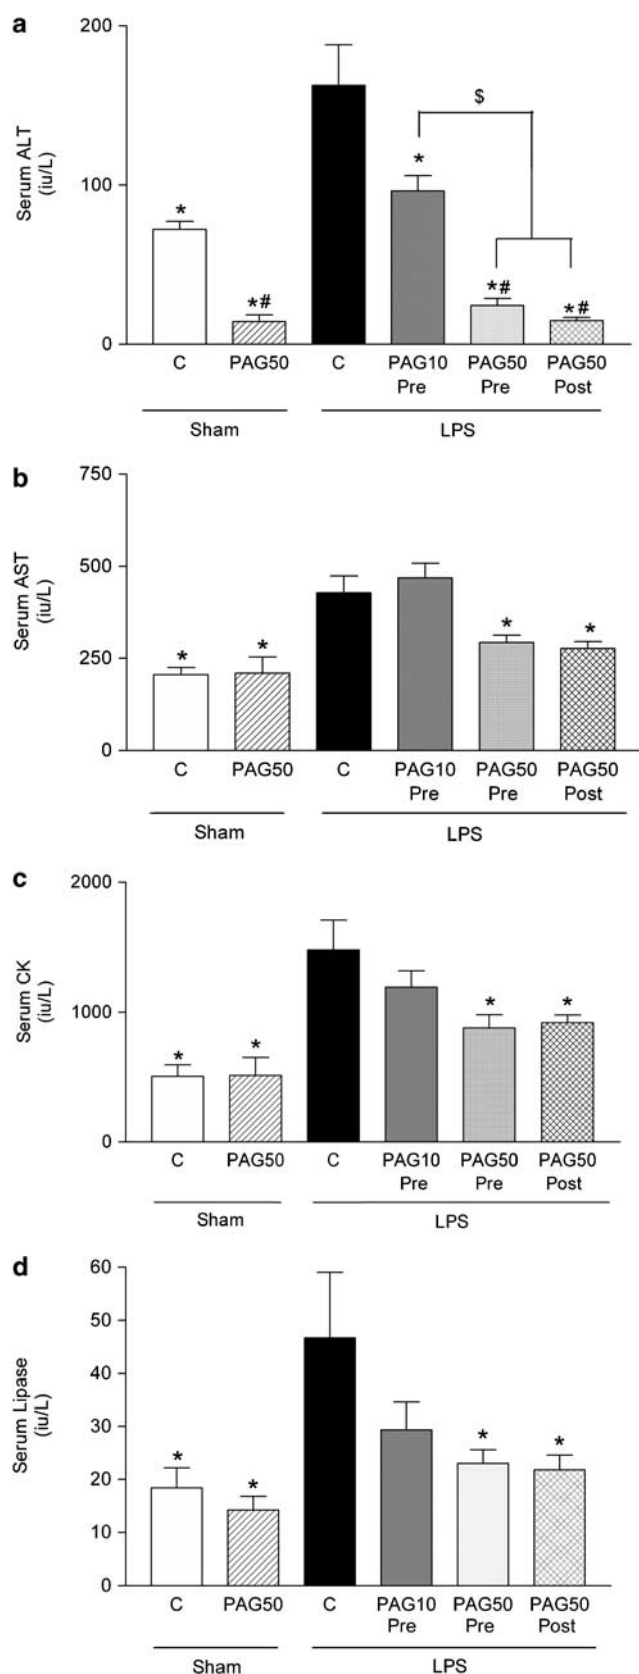 a
Serum ALT
(iu/L)
200
100
0
$
*
*#
*
*#
*#
C PAG50 C PAG10 PAG50 PAG50
Pre Pre Post
Sham LPS
b
Serum AST
(iu/L)
750
500
250
0
* * * *
C PAG50 C PAG10 PAG50 PAG50
Pre Pre Post
Sham LPS
c
Serum CK
(iu/L)
2000
1000
0
* * * *
C PAG50 C PAG10 PAG50 PAG50
Pre Pre Post
Sham LPS
d
Serum Lipase
(iu/L)
60
50
40
30
20
10
0
* * * *
C PAG50 C PAG10 PAG50 PAG50
Pre Pre Post
Sham LPS